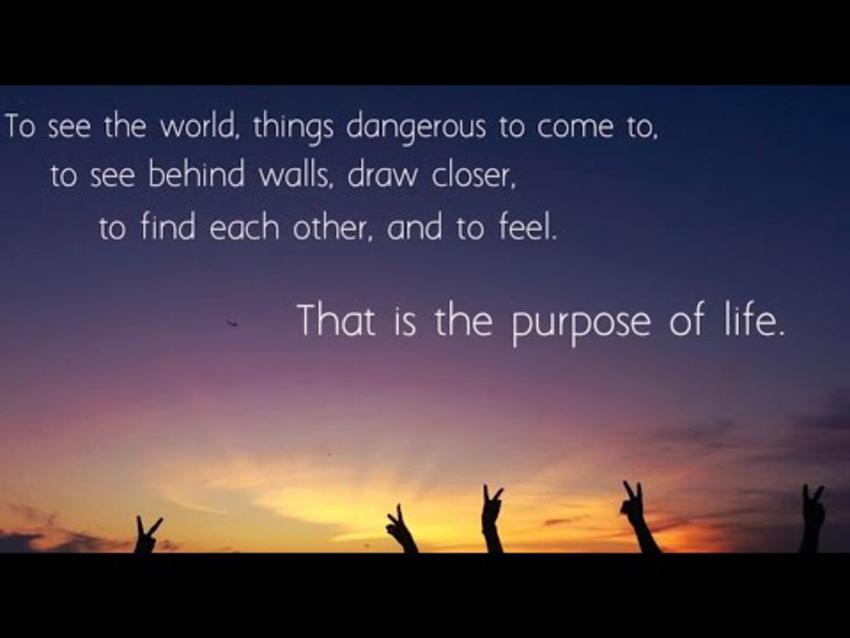 To see the world, things dangerous to come to,
to see behind walls, draw closer,
to find each other, and to feel.
That is the purpose of life.